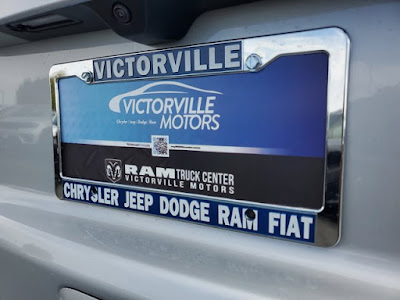 VICTORVILLE
VICTORVILLE
MOTORS
RAM TRUCK CENTER
VICTORVILLE MOTORS
CHRYSLER JEEP DODGE RAM FIAT